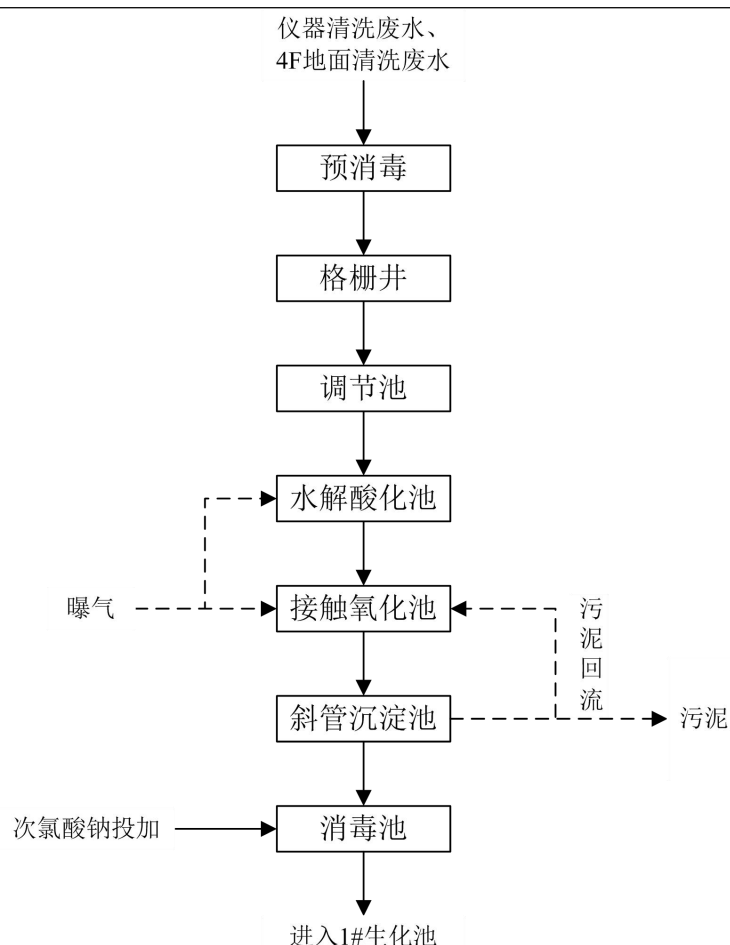 仪器清洗废水、
4F地面清洗废水
预消毒
格栅井
调节池
水解酸化池
曝气
接触氧化池
污泥回流
斜管沉淀池
污泥
次氯酸钠投加
消毒池
进入1#生化池